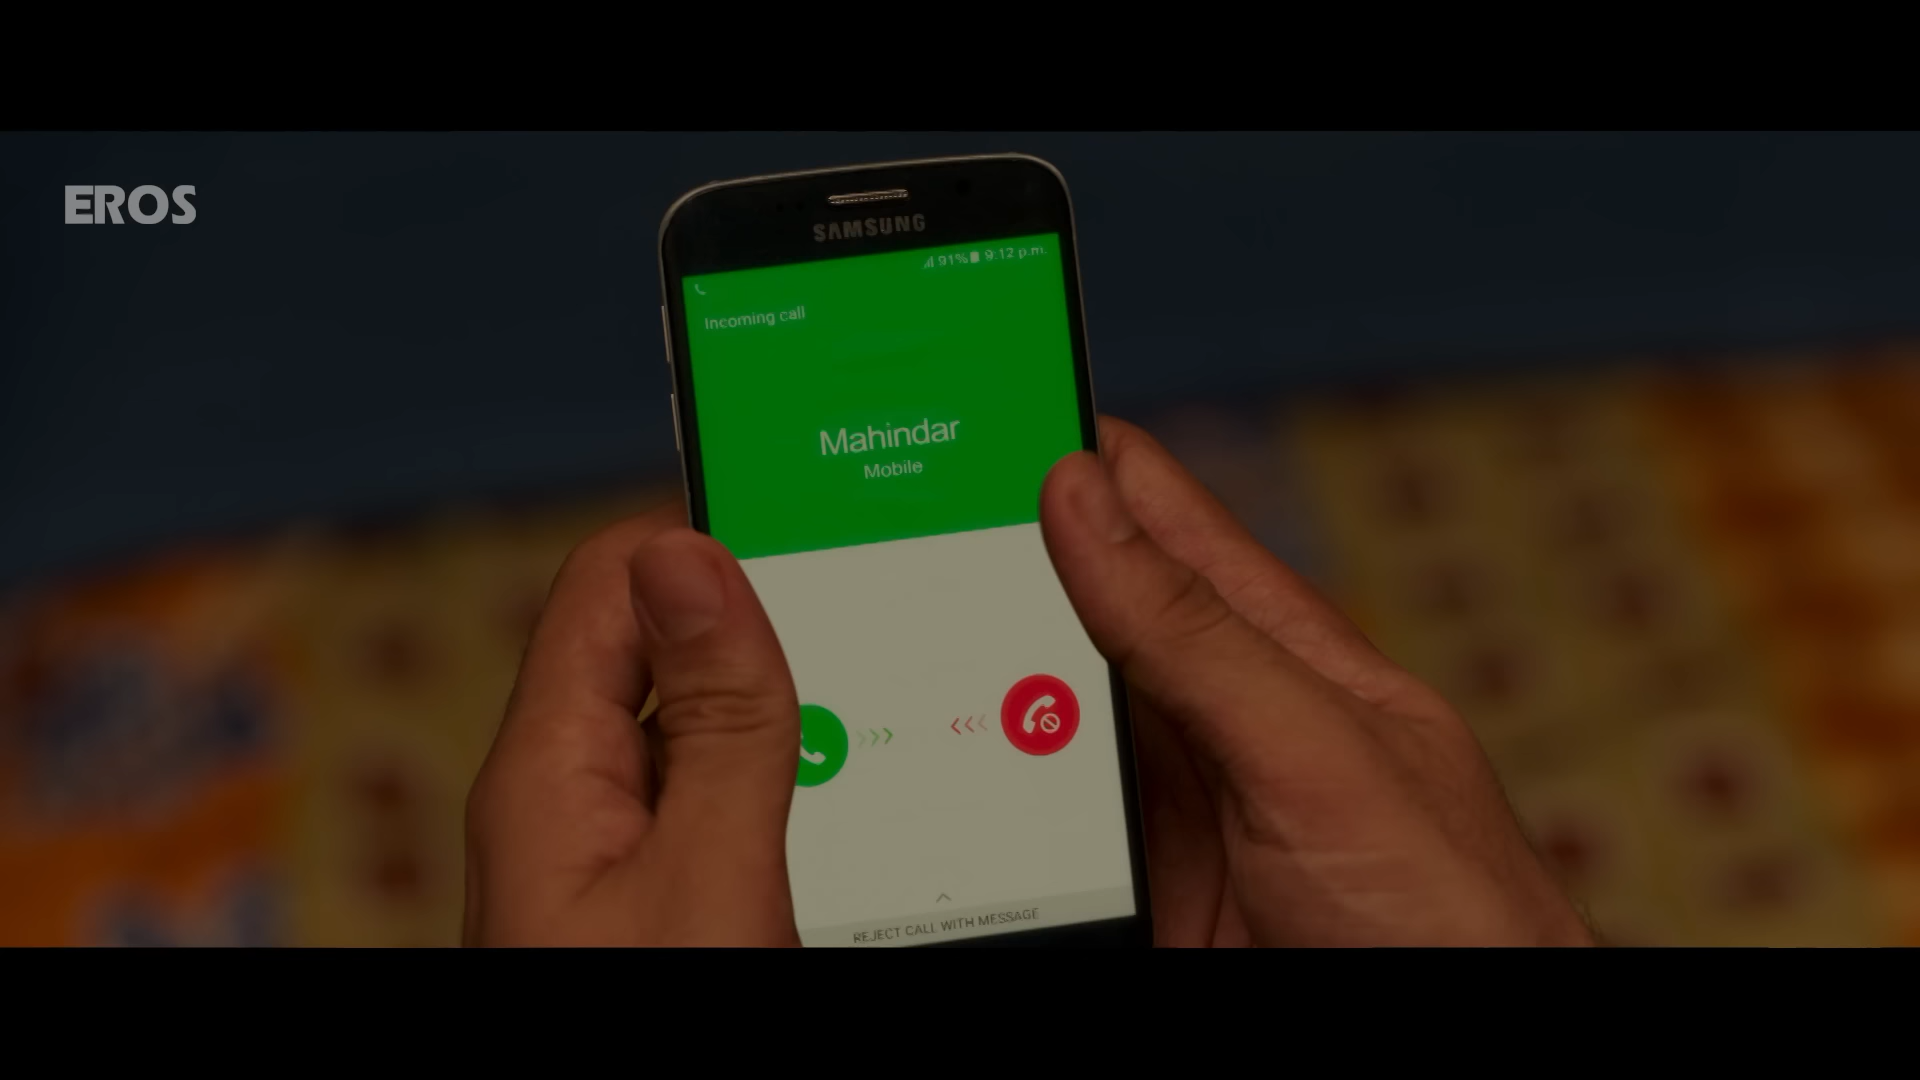 EROS
SAMSUNG
91% 9:12 p.m.
Incoming call
Mahindar
Mobile
REJECT CALL WITH MESSAGE